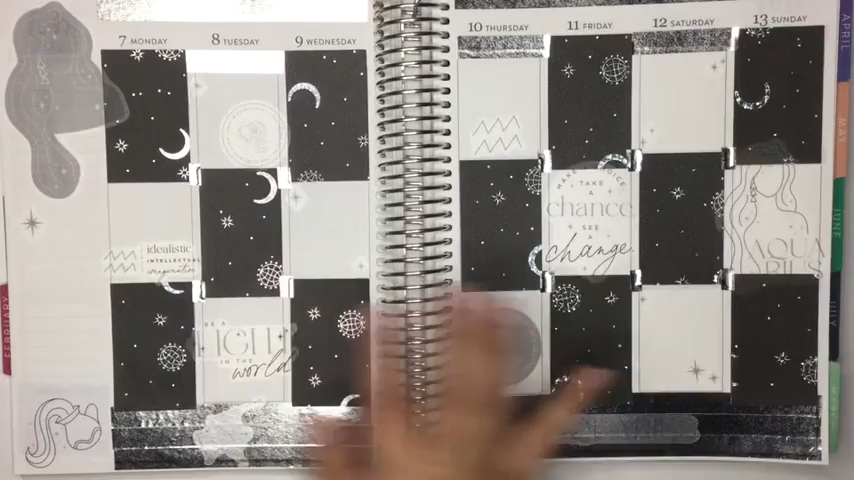 7 MONDAY
8 TUESDAY
9 WEDNESDAY
10 THURSDAY
11 FRIDAY
12 SATURDAY
13 SUNDAY
idealistic
INTELLECTUAL
imaginative
BE A
LIGHT
IN THE
world
MAKE A CHOICE
TAKE
A
chance
SEE
A
change
AQUA
RIUS
FEBRUARY
APRIL
MAY
JUNE
JULY